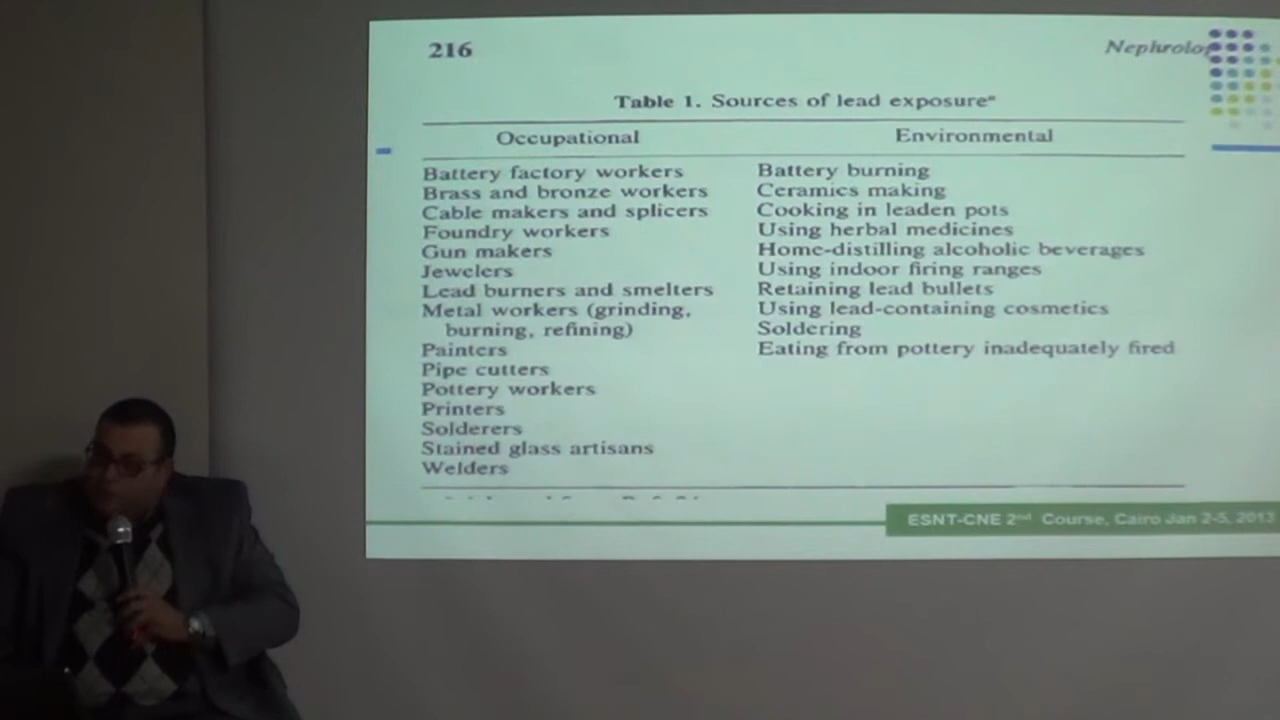 216
Nephrolo
Table 1. Sources of lead exposureª
Occupational Environmental
Battery factory workers Battery burning
Brass and bronze workers Ceramics making
Cable makers and splicers Cooking in leaden pots
Foundry workers Using herbal medicines
Gun makers Home-distilling alcoholic beverages
Jewelers Using indoor firing ranges
Lead burners and smelters Retaining lead bullets
Metal workers (grinding, Using lead-containing cosmetics
burning, refining) Soldering
Painters Eating from pottery inadequately fired
Pipe cutters
Pottery workers
Printers
Solderers
Stained glass artisans
Welders
ESNT-CNE 2nd Course, Cairo Jan 2-5, 2013